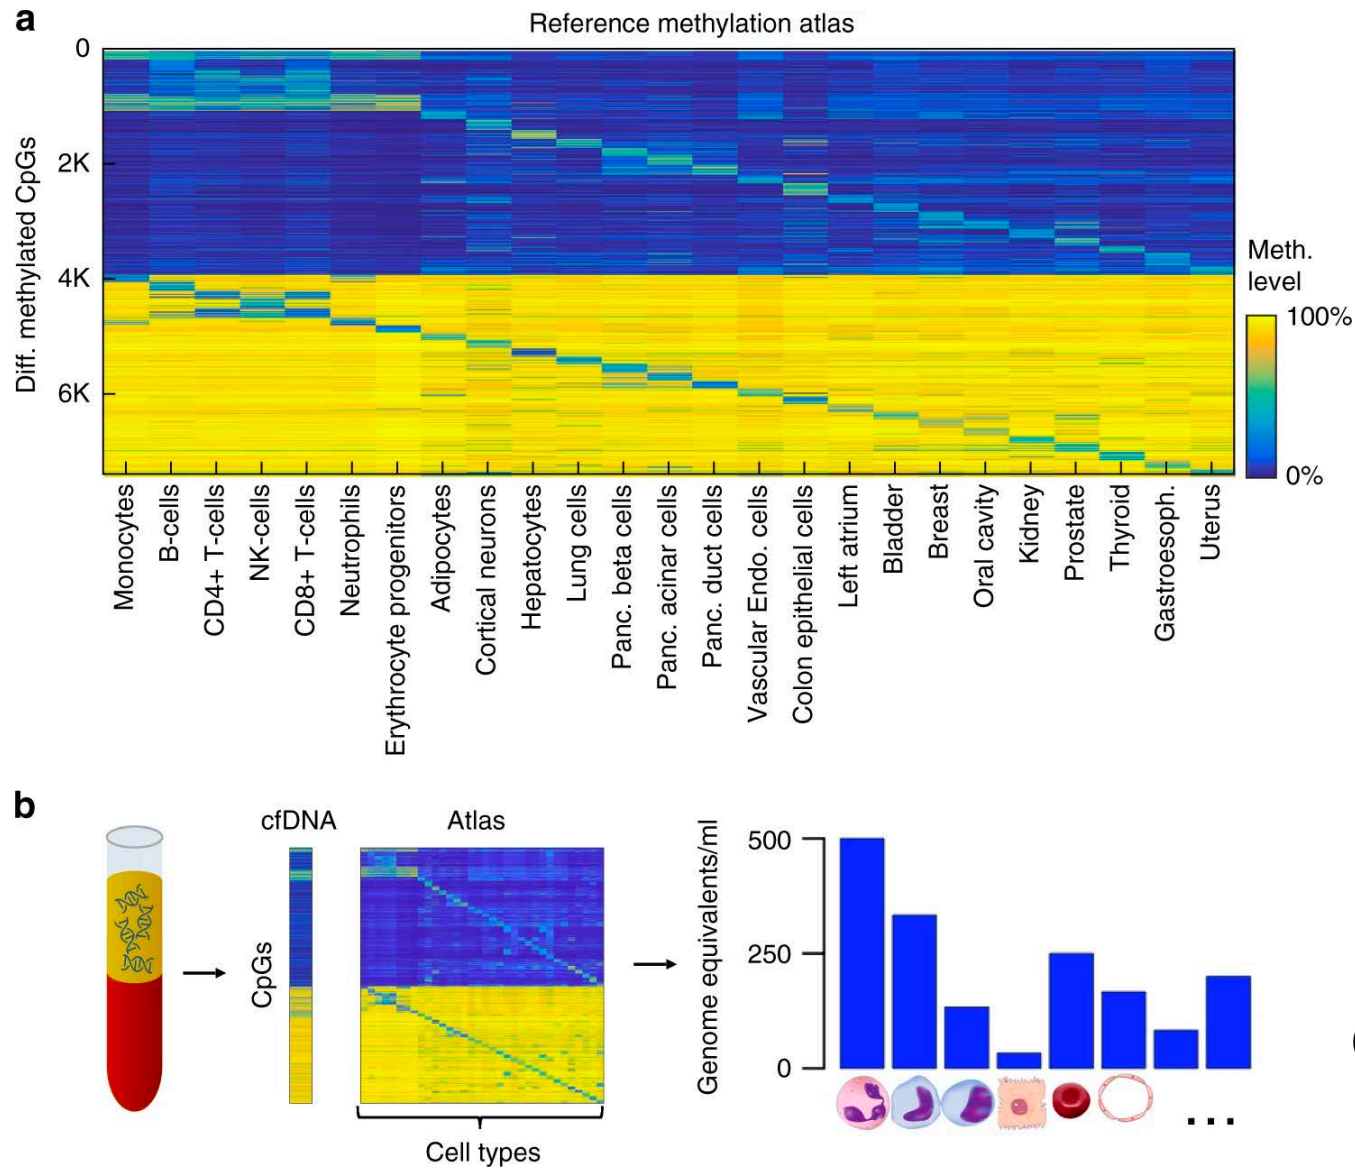 a
Reference methylation atlas
Diff. methylated CpGs
0
2K
4K
6K
Meth.
level
100%
0%
Monocytes
B-cells
CD4+ T-cells
NK-cells
CD8+ T-cells
Neutrophils
Erythrocyte progenitors
Adipocytes
Cortical neurons
Hepatocytes
Lung cells
Panc. beta cells
Panc. acinar cells
Panc. duct cells
Vascular Endo. cells
Colon epithelial cells
Left atrium
Bladder
Breast
Oral cavity
Kidney
Prostate
Thyroid
Gastroesoph.
Uterus
b
cfDNA
Atlas
CpGs
Cell types
Genome equivalents/ml
500
250
0
...